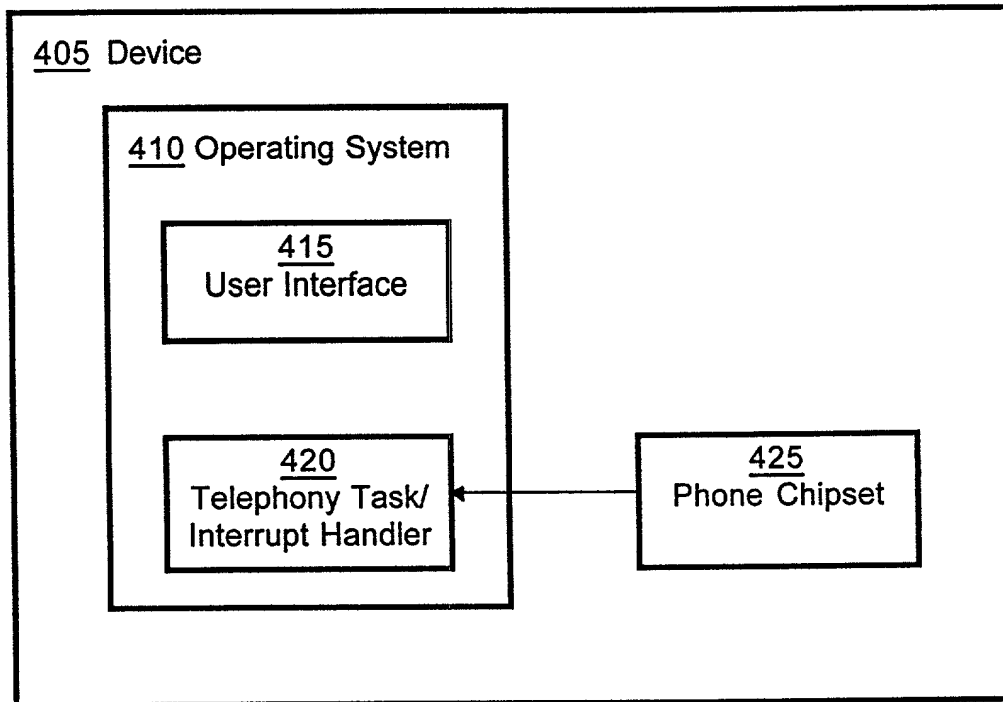 405 Device
410 Operating System
415
User Interface
420
Telephony Task/
Interrupt Handler
425
Phone Chipset